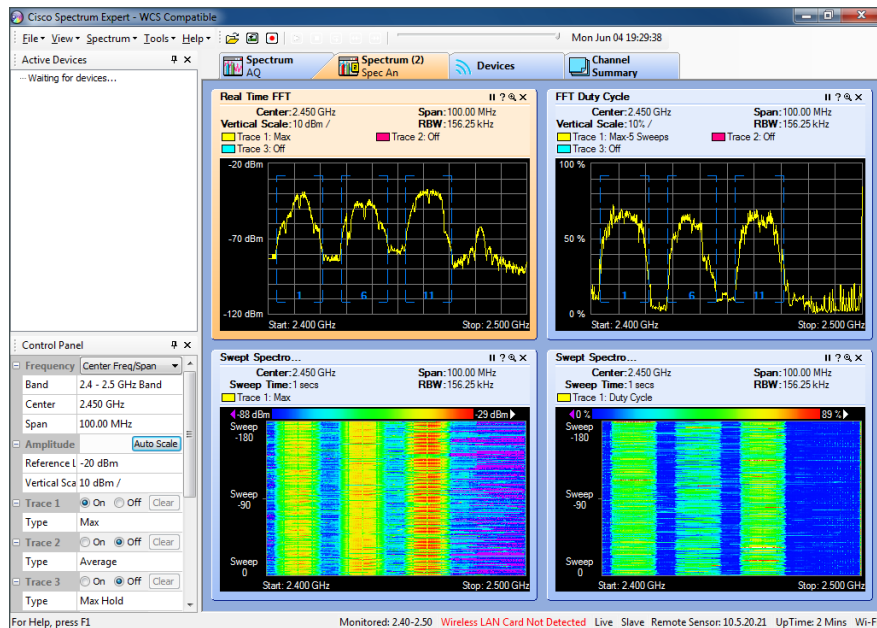 Cisco Spectrum Expert - WCS Compatible
File View Spectrum Tools Help
Mon Jun 04 19:29:38
Active Devices
Waiting for devices...
Spectrum
AQ
Spectrum (2)
Spec An
Devices
Channel
Summary
Real Time FFT
Center: 2.450 GHz Span: 100.00 MHz
Vertical Scale: 10 dBm / RBW: 156.25 kHz
Trace 1: Max Trace 2: Off
Trace 3: Off
-20 dBm
-70 dBm
-120 dBm
1 6 11
Start: 2.400 GHz Stop: 2.500 GHz
FFT Duty Cycle
Center: 2.450 GHz Span: 100.00 MHz
Vertical Scale: 10% / RBW: 156.25 kHz
Trace 1: Max-5 Sweeps Trace 2: Off
Trace 3: Off
100 %
50 %
0 %
1 6 11
Start: 2.400 GHz Stop: 2.500 GHz
Control Panel
Frequency Center Freq/Span
Band 2.4 - 2.5 GHz Band
Center 2.450 GHz
Span 100.00 MHz
Amplitude Auto Scale
Reference L -20 dBm
Vertical Sca 10 dBm /
Trace 1 On Off Clear
Type Max
Trace 2 On Off Clear
Type Average
Trace 3 On Off Clear
Type Max Hold
Swept Spectro...
Center: 2.450 GHz Span: 100.00 MHz
Sweep Time: 1 secs RBW: 156.25 kHz
Trace 1: Max
-88 dBm -29 dBm
Sweep
-180
Sweep
-90
Sweep
0
Start: 2.400 GHz Stop: 2.500 GHz
Swept Spectro...
Center: 2.450 GHz Span: 100.00 MHz
Sweep Time: 1 secs RBW: 156.25 kHz
Trace 1: Duty Cycle
0 % 89 %
Sweep
-180
Sweep
-90
Sweep
0
Start: 2.400 GHz Stop: 2.500 GHz
For Help, press F1
Monitored: 2.40-2.50 Wireless LAN Card Not Detected Live Slave Remote Sensor: 10.5.20.21 UpTime: 2 Mins Wi-F